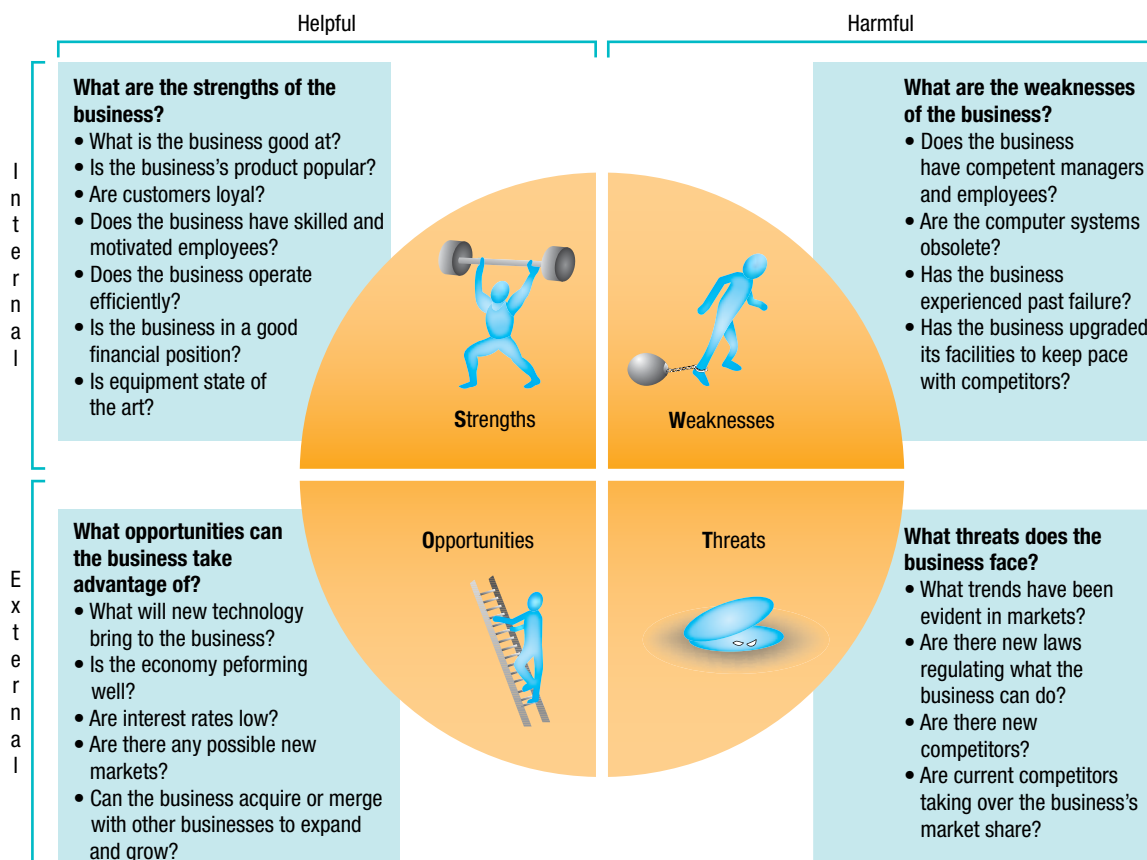 Helpful
Harmful
Internal
What are the strengths of the
business?
• What is the business good at?
• Is the business's product popular?
• Are customers loyal?
• Does the business have skilled and
motivated employees?
• Does the business operate
efficiently?
• Is the business in a good
financial position?
• Is equipment state of
the art?
Strengths
What are the weaknesses
of the business?
• Does the business
have competent managers
and employees?
• Are the computer systems
obsolete?
• Has the business
experienced past failure?
• Has the business upgraded
its facilities to keep pace
with competitors?
Weaknesses
External
What opportunities can
the business take
advantage of?
• What will new technology
bring to the business?
• Is the economy peforming
well?
• Are interest rates low?
• Are there any possible new
markets?
• Can the business acquire or merge
with other businesses to expand
and grow?
Opportunities
Threats
What threats does the
business face?
• What trends have been
evident in markets?
• Are there new laws
regulating what the
business can do?
• Are there new
competitors?
• Are current competitors
taking over the business's
market share?